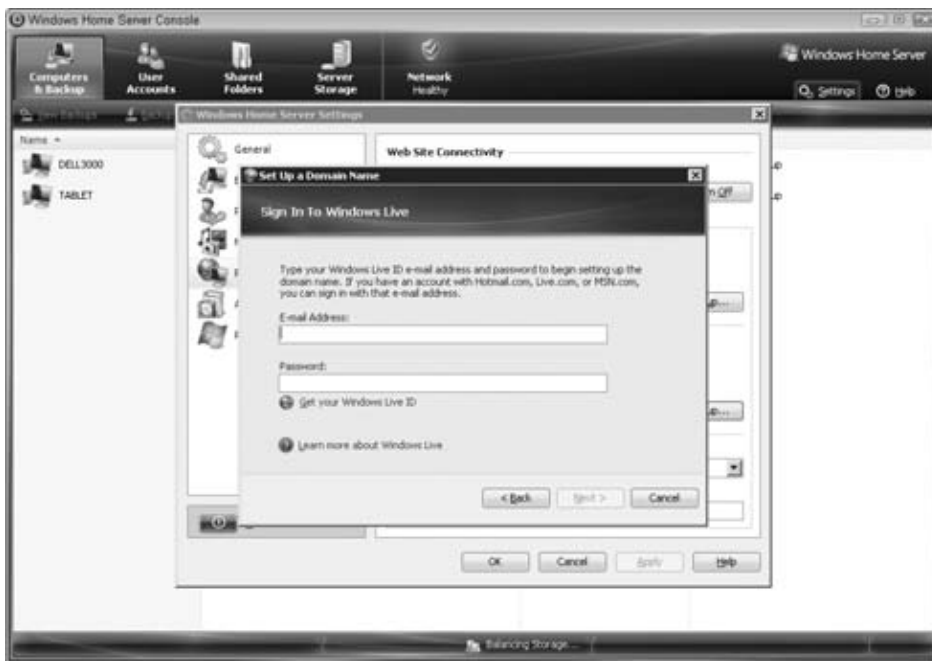 Windows Home Server Console
Computers & Backup
User Accounts
Shared Folders
Server Storage
Network Healthy
Windows Home Server
Settings
Help
Windows Home Server Settings
Name
General
Web Site Connectivity
DELL3000
TABLET
Set Up a Domain Name
Off
Sign In To Windows Live
Type your Windows Live ID e-mail address and password to begin setting up the
domain name. If you have an account with Hotmail.com, Live.com, or MSN.com,
you can sign in with that e-mail address.
E-mail Address:
Password:
Get your Windows Live ID
Learn more about Windows Live
< Back
Next >
Cancel
OK
Cancel
Apply
Help
Balancing Storage...